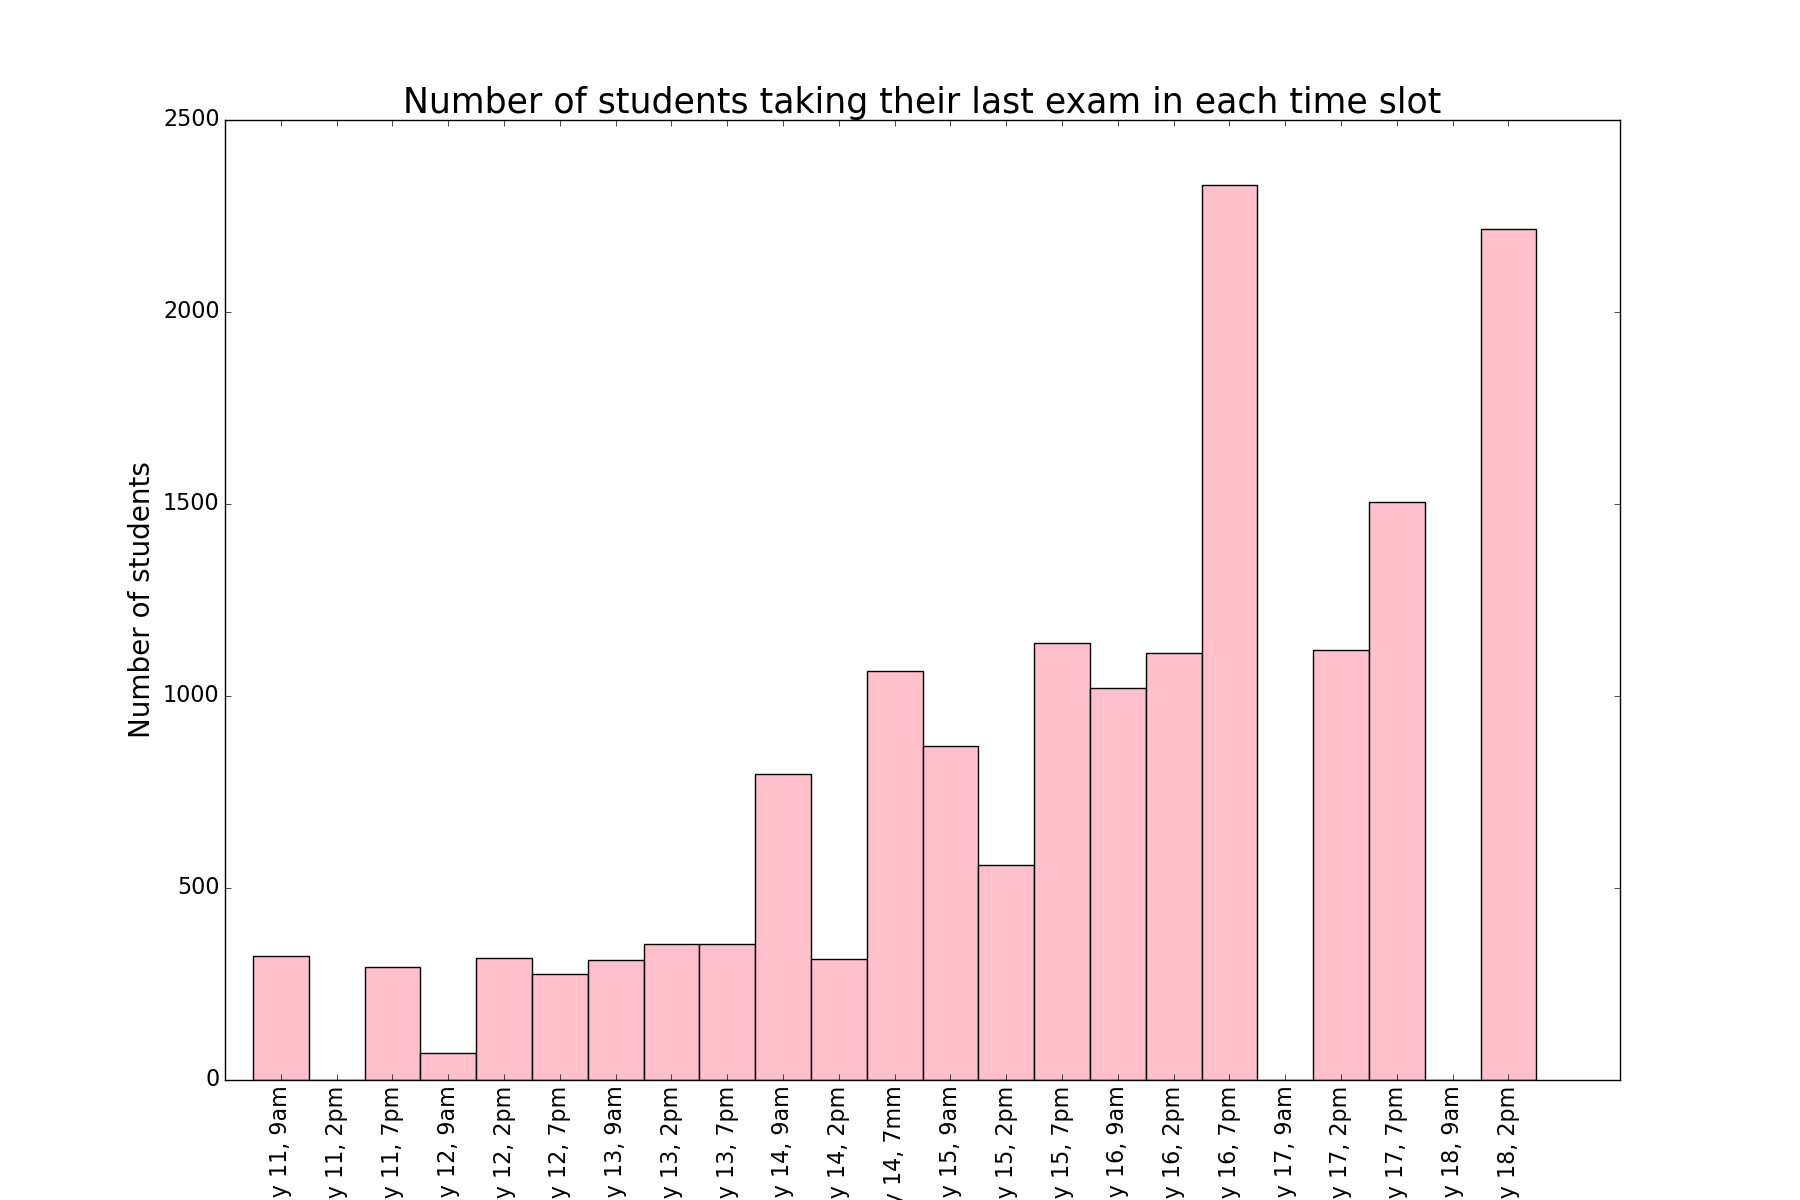 Number of students taking their last exam in each time slot
Number of students
2500
2000
1500
1000
500
0
y 11, 9am
y 11, 2pm
y 11, 7pm
y 12, 9am
y 12, 2pm
y 12, 7pm
y 13, 9am
y 13, 2pm
y 13, 7pm
y 14, 9am
y 14, 2pm
y 14, 7mm
y 15, 9am
y 15, 2pm
y 15, 7pm
y 16, 9am
y 16, 2pm
y 16, 7pm
y 17, 9am
y 17, 2pm
y 17, 7pm
y 18, 9am
y 18, 2pm